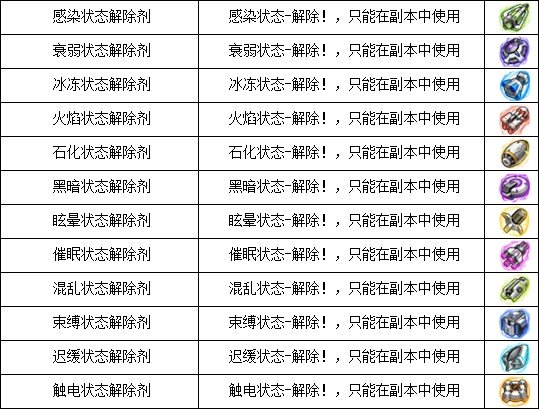 感染状态解除剂 感染状态-解除！，只能在副本中使用
衰弱状态解除剂 衰弱状态-解除！，只能在副本中使用
冰冻状态解除剂 冰冻状态-解除！，只能在副本中使用
火焰状态解除剂 火焰状态-解除！，只能在副本中使用
石化状态解除剂 石化状态-解除！，只能在副本中使用
黑暗状态解除剂 黑暗状态-解除！，只能在副本中使用
眩晕状态解除剂 眩晕状态-解除！，只能在副本中使用
催眠状态解除剂 催眠状态-解除！，只能在副本中使用
混乱状态解除剂 混乱状态-解除！，只能在副本中使用
束缚状态解除剂 束缚状态-解除！，只能在副本中使用
迟缓状态解除剂 迟缓状态-解除！，只能在副本中使用
触电状态解除剂 触电状态-解除！，只能在副本中使用